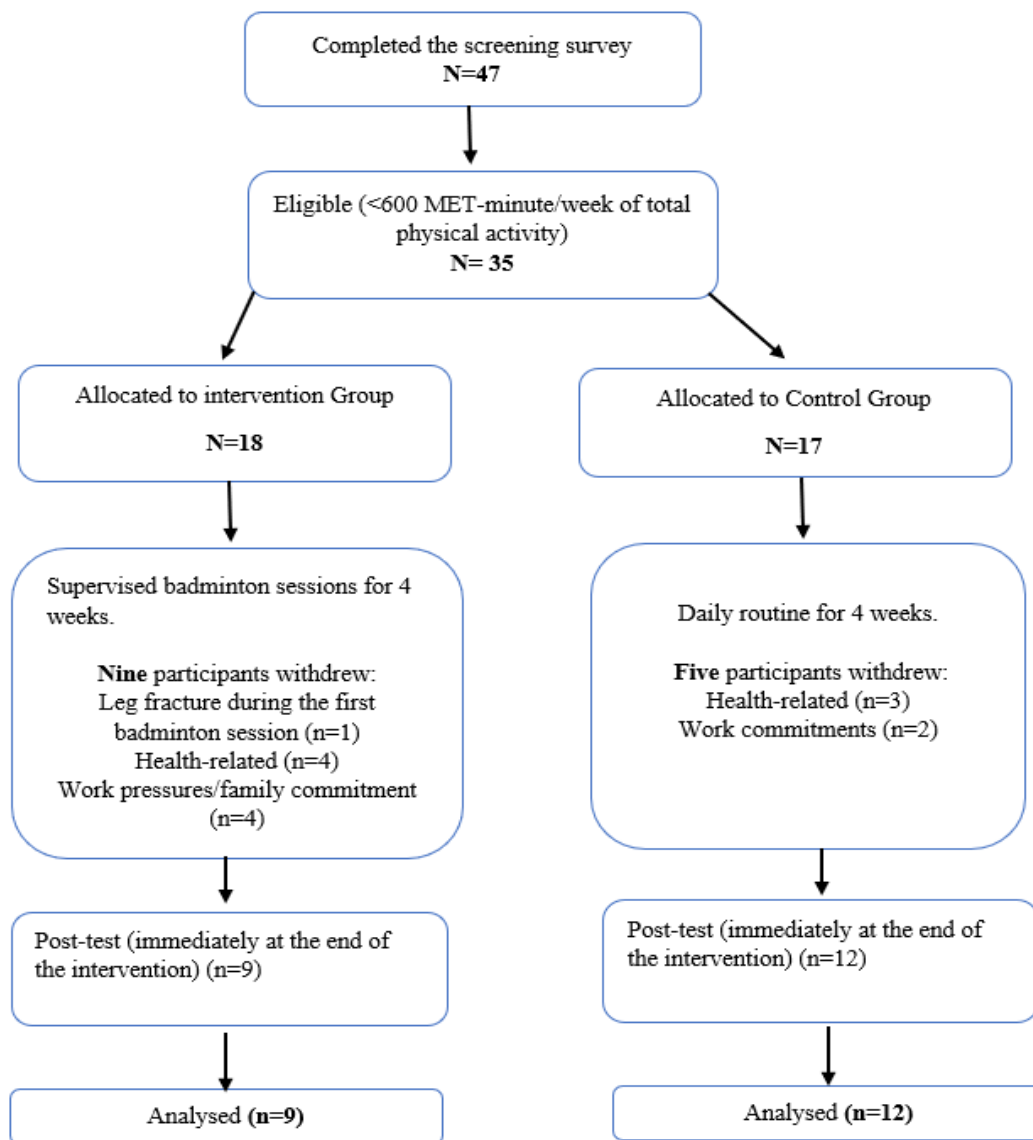 Completed the screening survey
N=47
Eligible (<600 MET-minute/week of total
physical activity)
N= 35
Allocated to intervention Group
N=18
Allocated to Control Group
N=17
Supervised badminton sessions for 4
weeks.
Nine participants withdrew:
Leg fracture during the first
badminton session (n=1)
Health-related (n=4)
Work pressures/family commitment
(n=4)
Daily routine for 4 weeks.
Five participants withdrew:
Health-related (n=3)
Work commitments (n=2)
Post-test (immediately at the end of
the intervention) (n=9)
Post-test (immediately at the end of
the intervention) (n=12)
Analysed (n=9)
Analysed (n=12)